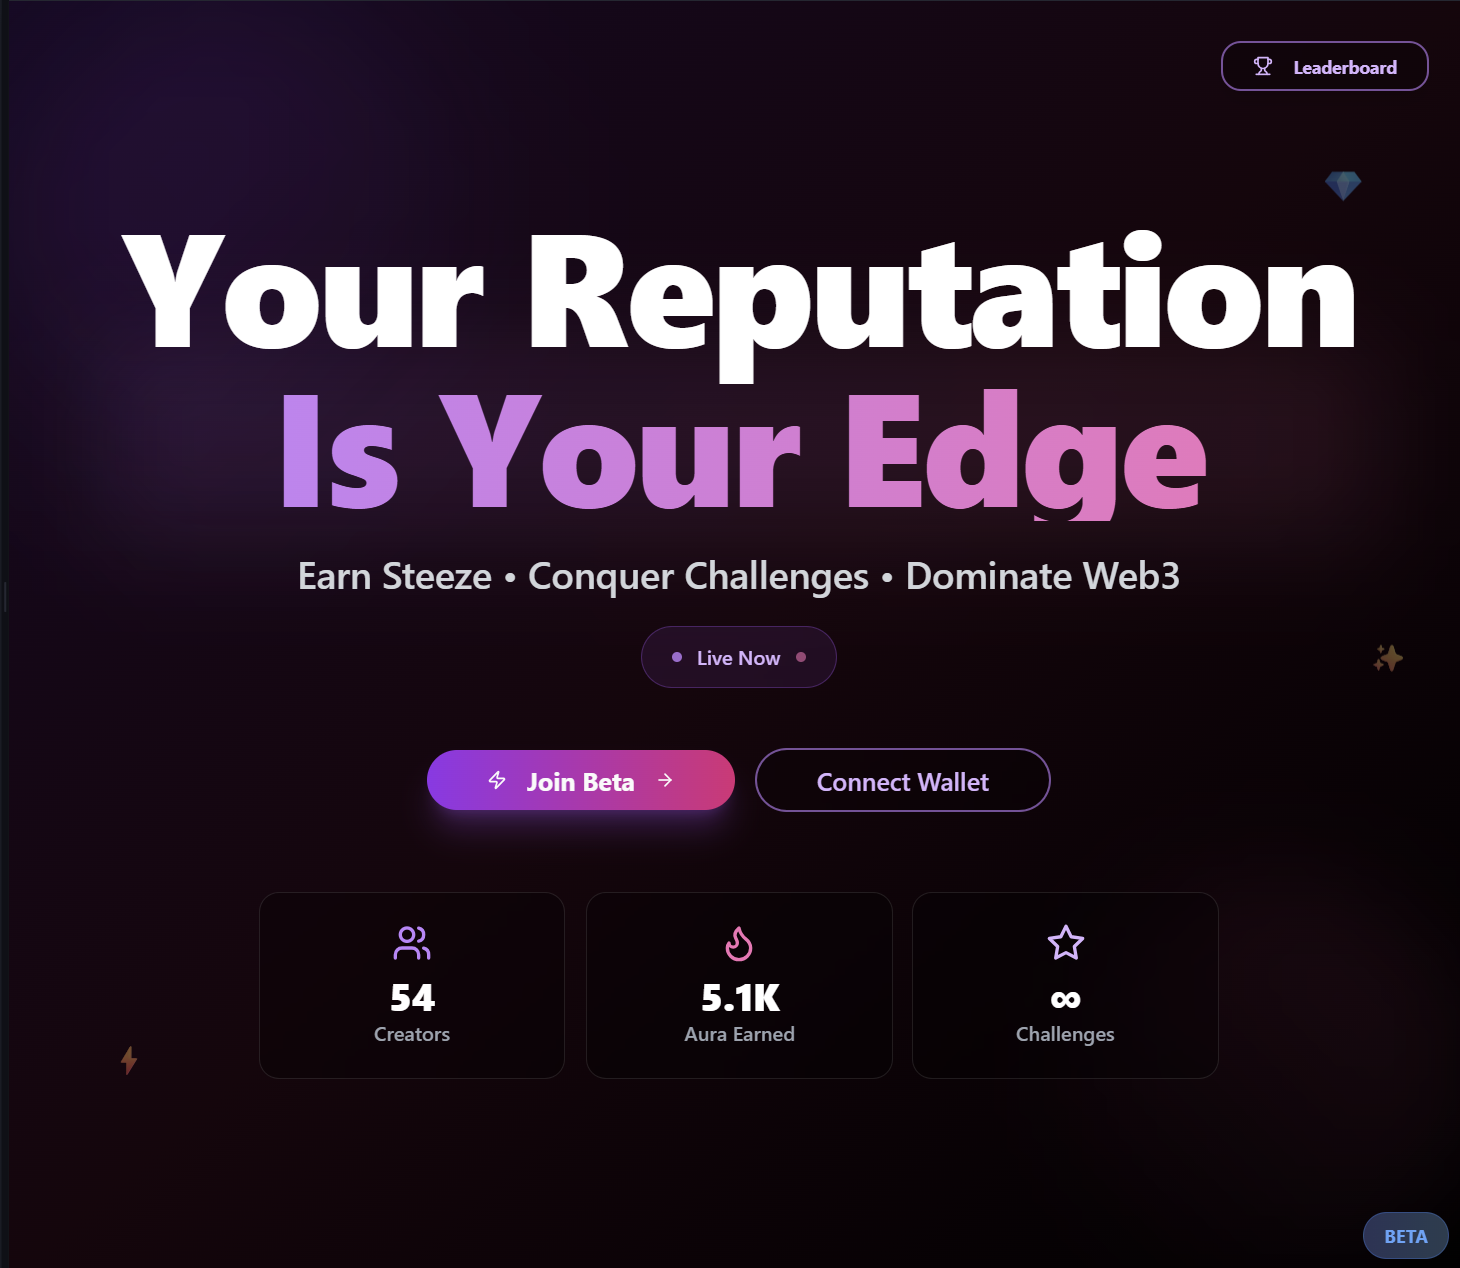 Leaderboard
Your Reputation
Is Your Edge
Earn Steeze • Conquer Challenges • Dominate Web3
Live Now
Join Beta
Connect Wallet
54
Creators
5.1K
Aura Earned
∞
Challenges
BETA